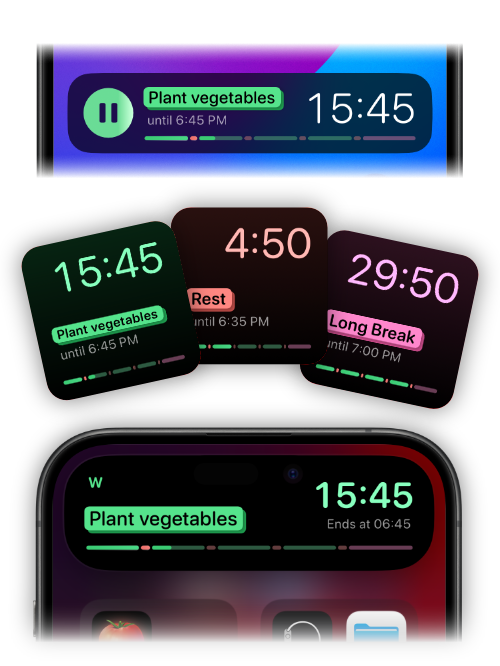 Plant vegetables
until 6:45 PM
15:45
15:45
Plant vegetables
until 6:45 PM
4:50
Rest
until 6:35 PM
29:50
Long Break
until 7:00 PM
W
15:45
Plant vegetables
Ends at 06:45